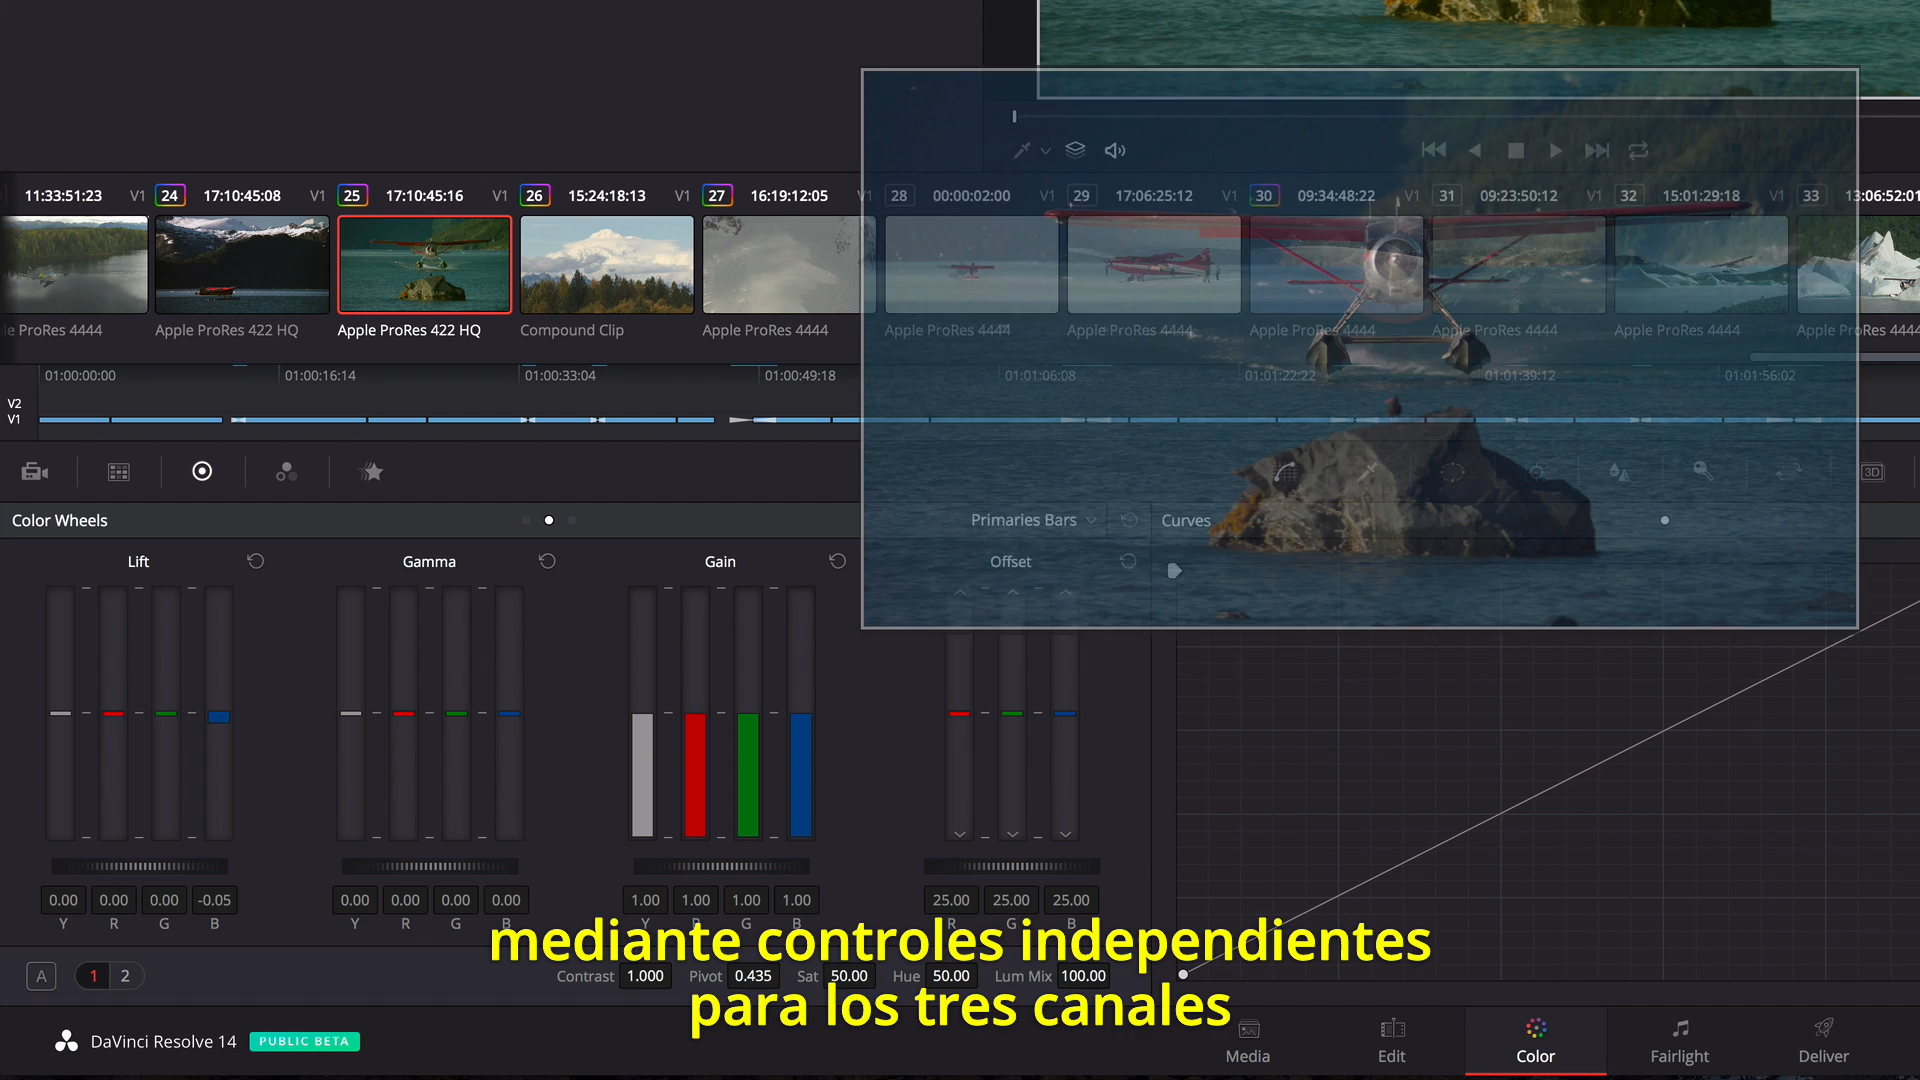 11:33:51:23 V1 24 17:10:45:08 V1 25 17:10:45:16 V1 26 15:24:18:13 V1 27 16:19:12:05 V1 28 00:00:02:00 V1 29 17:06:25:12 V1 30 09:34:48:22 V1 31 09:23:50:12 V1 32 15:01:29:18 V1 33 13:06:52:01
le ProRes 4444 Apple ProRes 422 HQ Apple ProRes 422 HQ Compound Clip Apple ProRes 4444 Apple ProRes 4444 Apple ProRes 4444 Apple ProRes 4444 Apple ProRes 4444 Apple ProRes 4444 Apple ProRes 4444
01:00:00:00 01:00:16:14 01:00:33:04 01:00:49:18 01:01:06:08 01:01:22:22 01:01:39:12 01:01:56:02
V2
V1
3D
Color Wheels Primaries Bars Curves
Lift Gamma Gain Offset
0.00 0.00 0.00 -0.05 0.00 0.00 0.00 0.00 1.00 1.00 1.00 1.00 25.00 25.00 25.00
Y R G B Y R G B Y R G B R G B
mediante controles independientes
A 1 2 Contrast 1.000 Pivot 0.435 Sat 50.00 Hue 50.00 Lum Mix 100.00
para los tres canales
DaVinci Resolve 14 PUBLIC BETA
Media Edit Color Fairlight Deliver